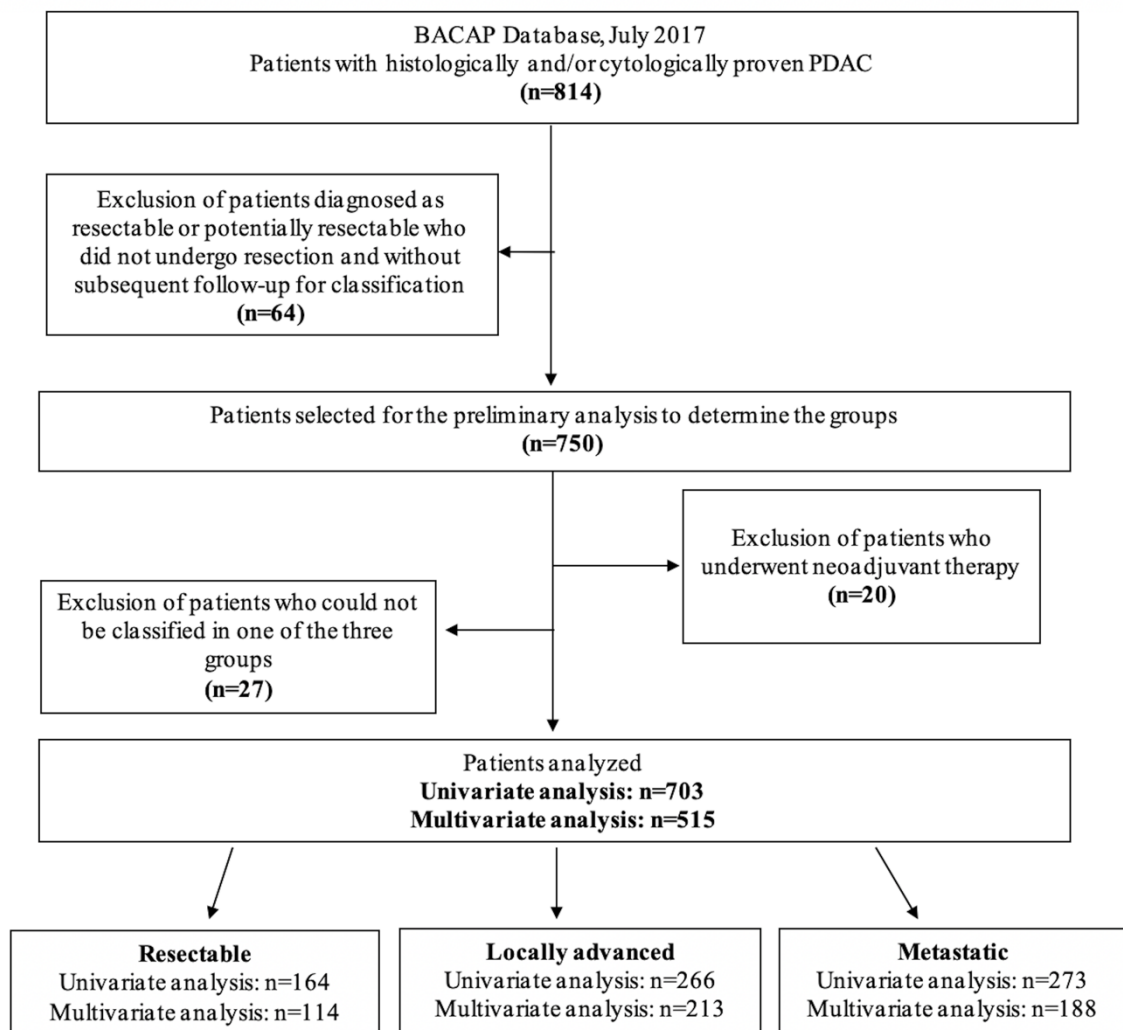 BACAP Database, July 2017
Patients with histologically and/or cytologically proven PDAC
(n=814)
Exclusion of patients diagnosed as
resectable or potentially resectable who
did not undergo resection and without
subsequent follow-up for classification
(n=64)
Patients selected for the preliminary analysis to determine the groups
(n=750)
Exclusion of patients who
underwent neoadjuvant therapy
(n=20)
Exclusion of patients who could not
be classified in one of the three
groups
(n=27)
Patients analyzed
Univariate analysis: n=703
Multivariate analysis: n=515
Resectable
Univariate analysis: n=164
Multivariate analysis: n=114
Locally advanced
Univariate analysis: n=266
Multivariate analysis: n=213
Metastatic
Univariate analysis: n=273
Multivariate analysis: n=188